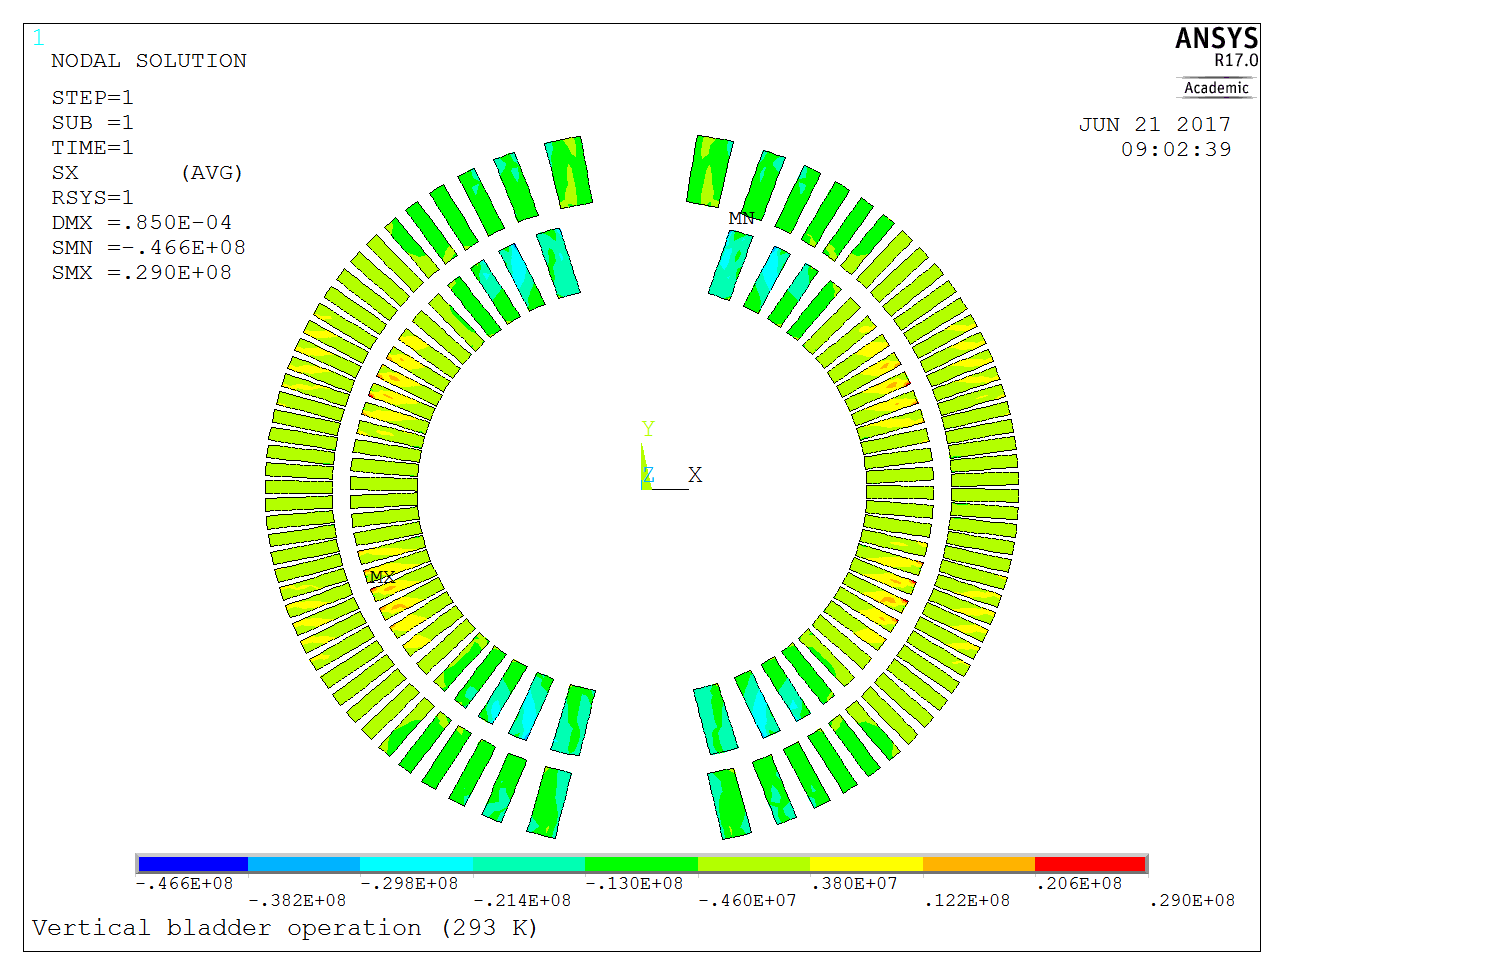 1
NODAL SOLUTION
STEP=1
SUB =1
TIME=1
SX (AVG)
RSYS=1
DMX =.850E-04
SMN =-.466E+08
SMX =.290E+08
ANSYS
R17.0
Academic
JUN 21 2017
09:02:39
MN
Y
Z X
MX
-.466E+08 -.298E+08 -.130E+08 .380E+07 .206E+08
-.382E+08 -.214E+08 -.460E+07 .122E+08 .290E+08
Vertical bladder operation (293 K)